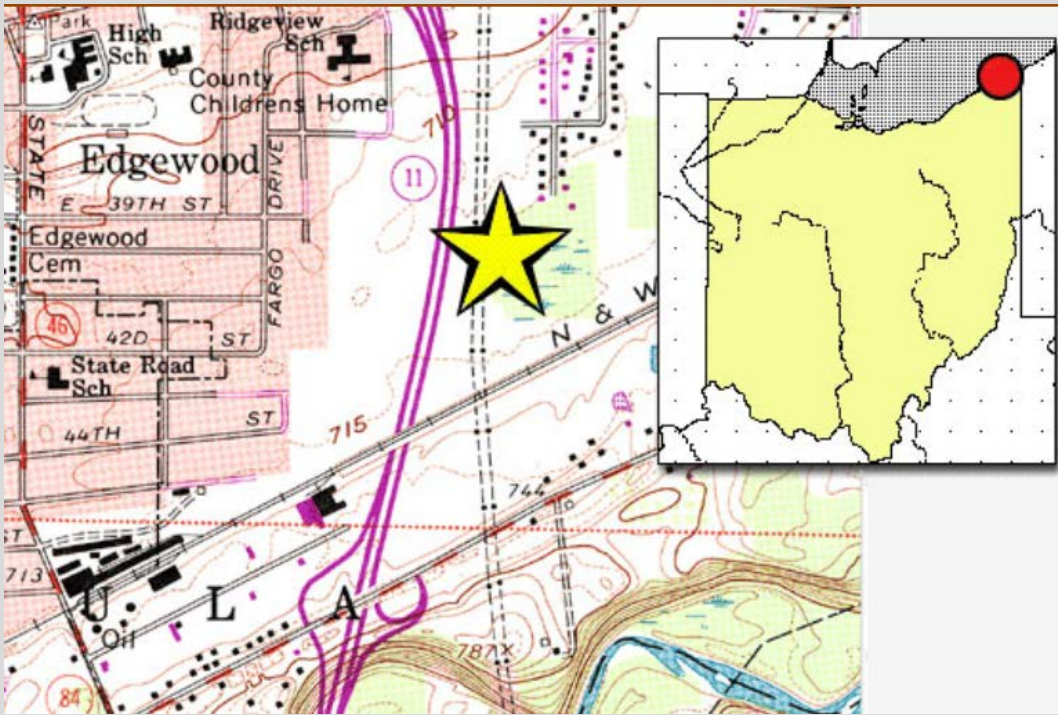 Park
High
Sch
Ridgeview
Sch
County
Childrens Home
710
STATE
Edgewood
DRIVE
11
E 39TH ST
Edgewood
Cem
FARGO
46
42D ST
N & W
State Road
Sch
ST
715
44TH
744
ST
713
U L A
Oil
787X
84